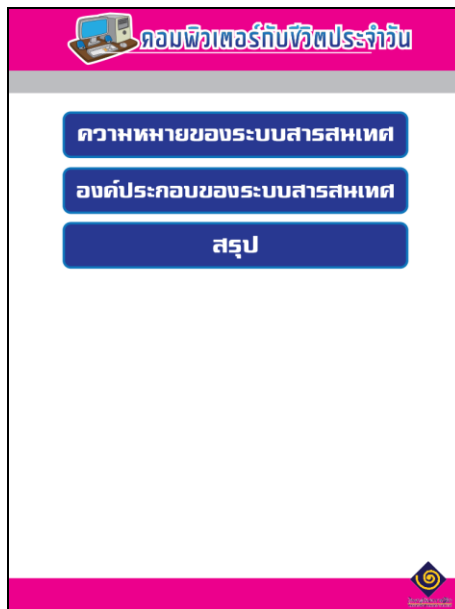 คอมพิวเตอร์กับชีวิตประจำวัน
ความหมายของระบบสารสนเทศ
องค์ประกอบของระบบสารสนเทศ
สรุป